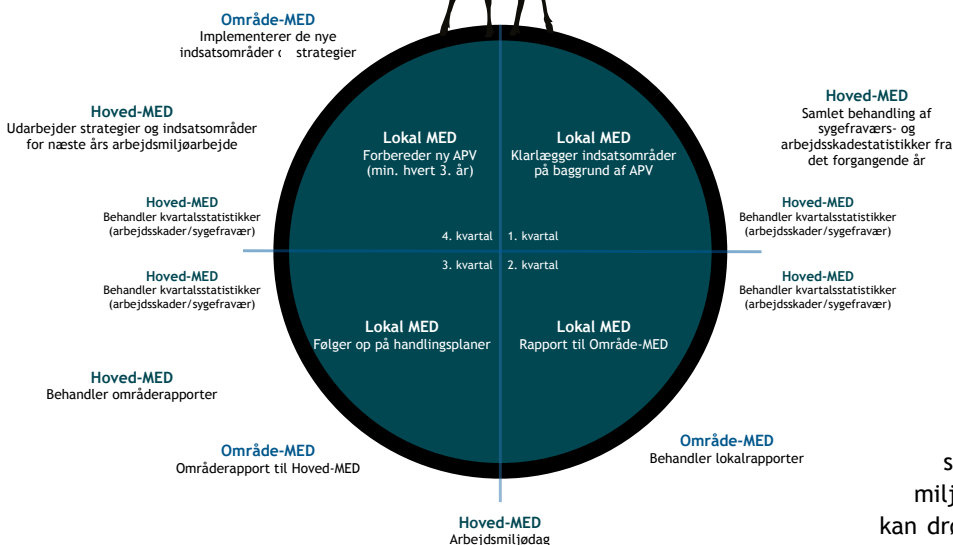 Område-MED
Implementerer de nye
indsatsområder strategier
Hoved-MED
Udarbejder strategier og indsatsområder
for næste års arbejdsmiljøarbejde
Hoved-MED
Samlet behandling af
sygefraværs- og
arbejdsskadestatistikker fra
det forgangende år
Lokal MED
Forbereder ny APV
(min. hvert 3. år)
Lokal MED
Klarlægger indsatsområder
på baggrund af APV
Hoved-MED
Behandler kvartalsstatistikker
(arbejdsskader/sygefravær)
Hoved-MED
Behandler kvartalsstatistikker
(arbejdsskader/sygefravær)
4. kvartal
1. kvartal
3. kvartal
2. kvartal
Hoved-MED
Behandler kvartalsstatistikker
(arbejdsskader/sygefravær)
Hoved-MED
Behandler kvartalsstatistikker
(arbejdsskader/sygefravær)
Lokal MED
Følger op på handlingsplaner
Lokal MED
Rapport til Område-MED
Hoved-MED
Behandler områderapporter
Område-MED
Områderapport til Hoved-MED
Område-MED
Behandler lokalrapporter
Hoved-MED
Arbejdsmiljødag
kan